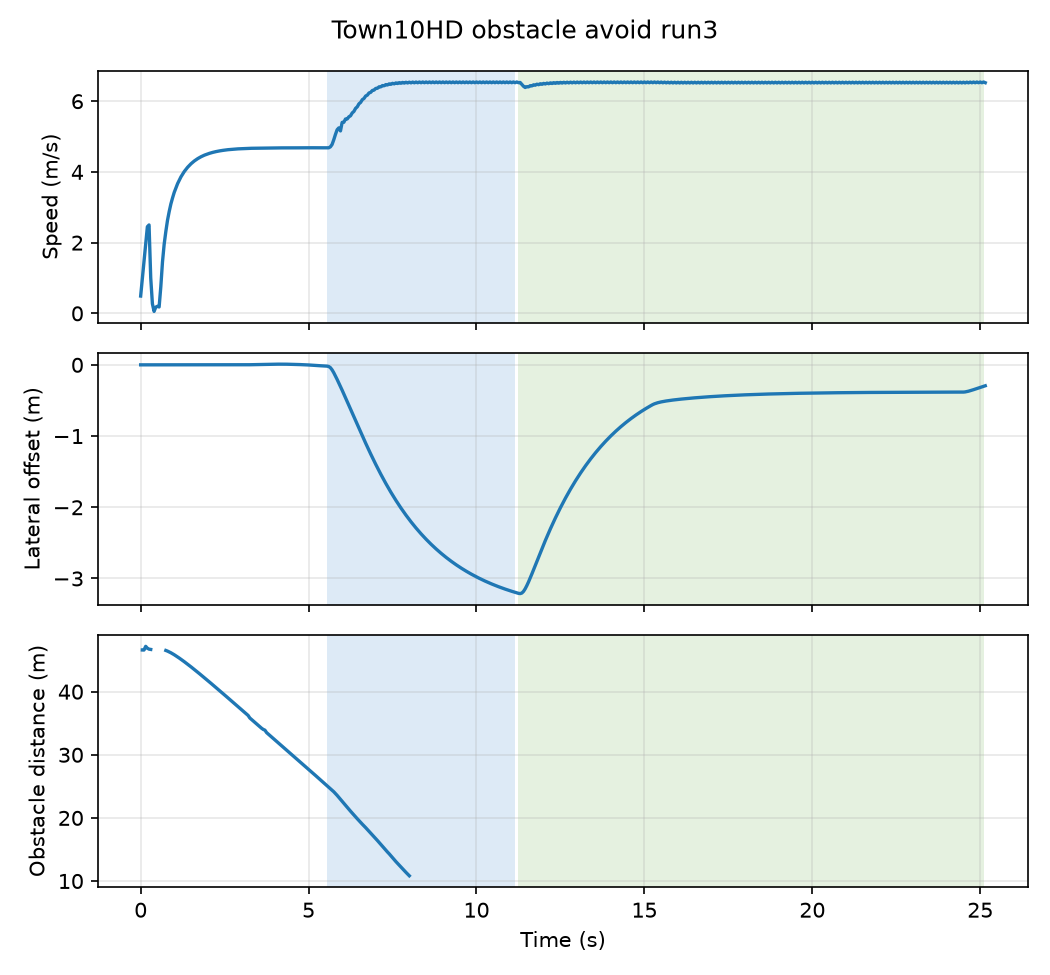 Town10HD obstacle avoid run3
Speed (m/s)
6
4
2
0
Lateral offset (m)
0
−1
−2
−3
Obstacle distance (m)
40
30
20
10
0 5 10 15 20 25
Time (s)